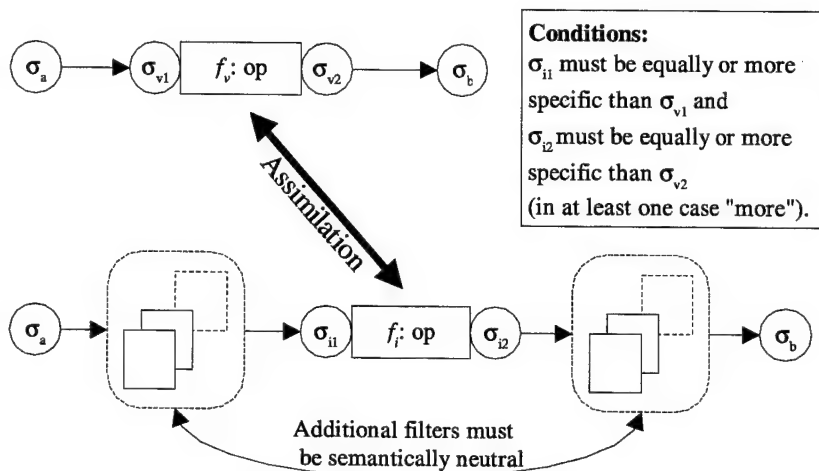 σa σv1 fv: op σv2 σb
Conditions:
σi1 must be equally or more
specific than σv1 and
σi2 must be equally or more
specific than σv2
(in at least one case "more").
Assimilation
σa σi1 fi: op σi2 σb
Additional filters must
be semantically neutral